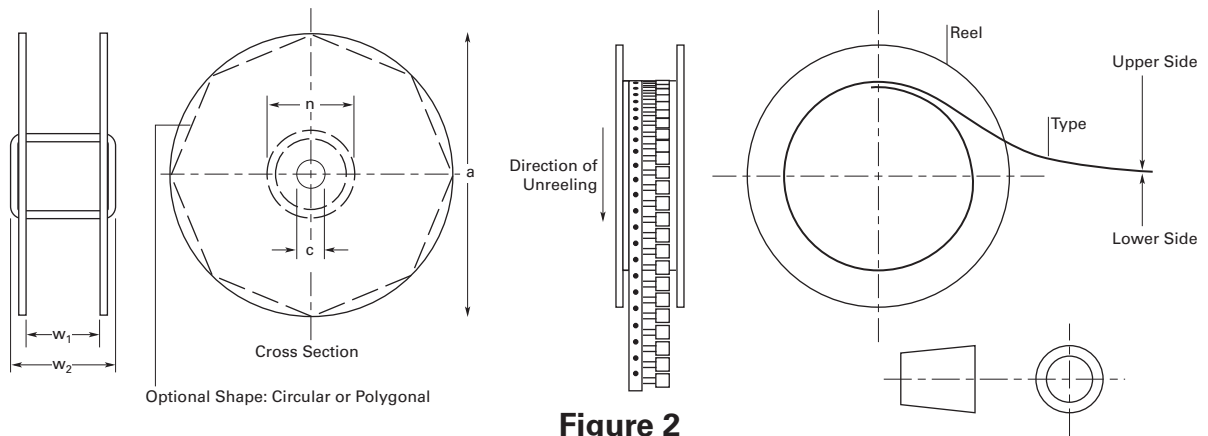 n
a
c
w1
w2
Cross Section
Optional Shape: Circular or Polygonal
Direction of
Unreeling
Reel
Type
Upper Side
Lower Side
Figure 2